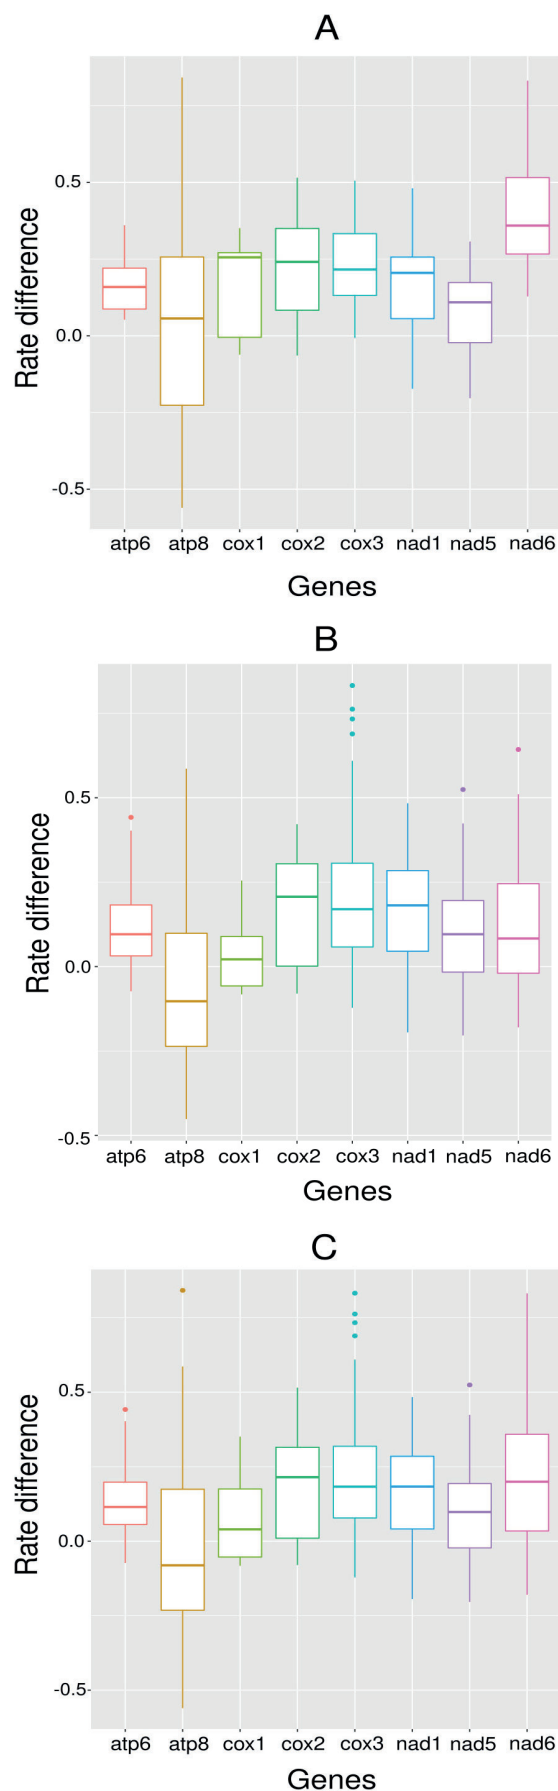 A
Rate difference
0.5
0.0
-0.5
atp6 atp8 cox1 cox2 cox3 nad1 nad5 nad6
Genes
B
Rate difference
0.5
0.0
-0.5
atp6 atp8 cox1 cox2 cox3 nad1 nad5 nad6
Genes
C
Rate difference
0.5
0.0
-0.5
atp6 atp8 cox1 cox2 cox3 nad1 nad5 nad6
Genes